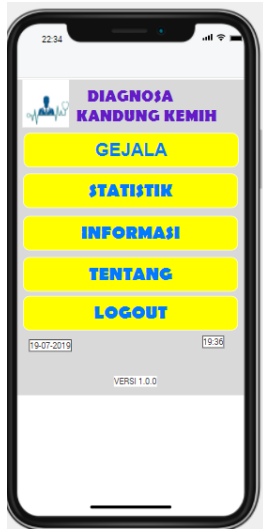 22:34
DIAGNOSA
KANDUNG KEMIH
GEJALA
STATISTIK
INFORMASI
TENTANG
LOGOUT
19-07-2019
19:36
VERSI 1.0.0